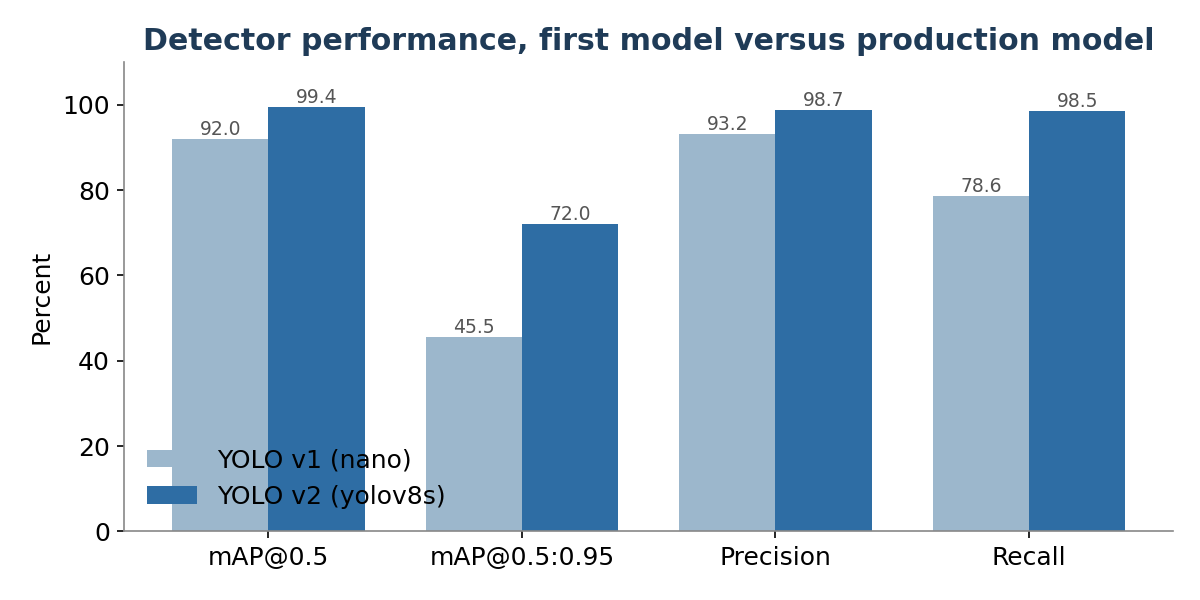 Detector performance, first model versus production model
Percent
100
80
60
40
20
0
92.0
99.4
45.5
72.0
93.2
98.7
78.6
98.5
YOLO v1 (nano)
YOLO v2 (yolov8s)
mAP@0.5
mAP@0.5:0.95
Precision
Recall